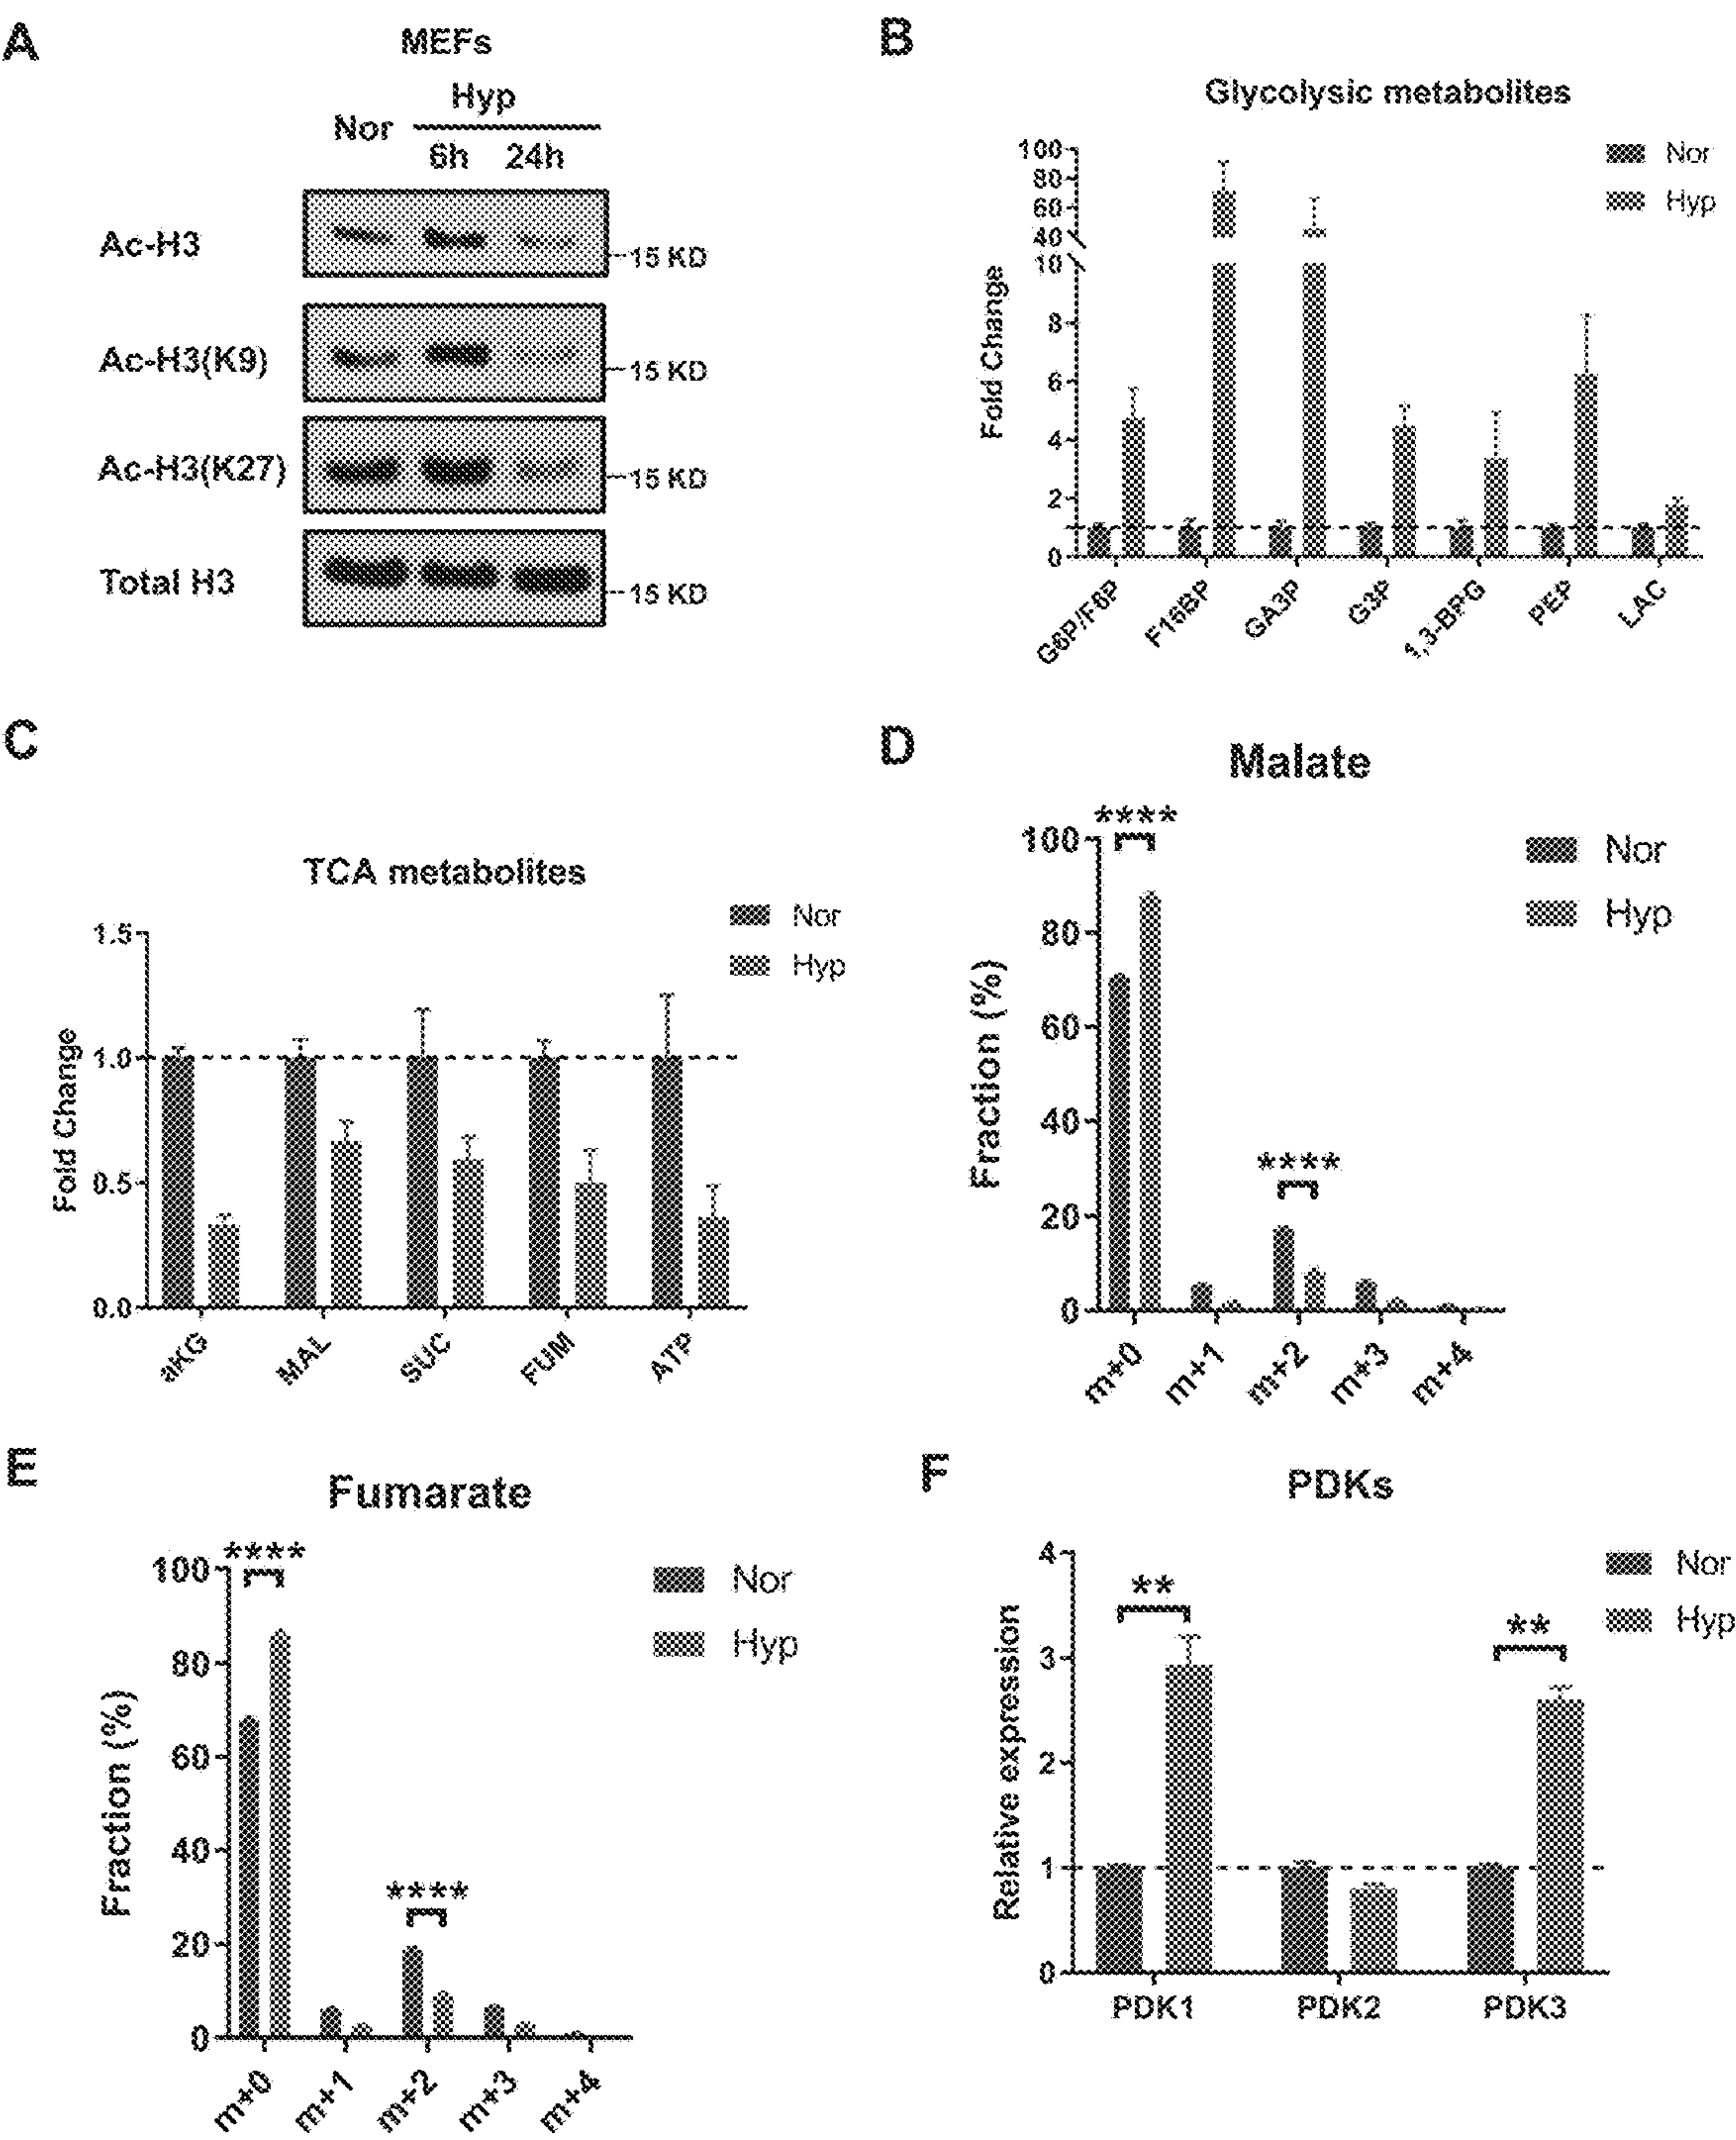 A
MEFs
Hyp
Nor
6h 24h
Ac-H3
15 KD
Ac-H3(K9)
15 KD
Ac-H3(K27)
15 KD
Total H3
15 KD
B
Glycolysic metabolites
Nor
Hyp
Fold Change
100
80
60
40
10
8
6
4
2
0
G6P/F6P F16BP GA3P G3P 1,3-BPG PEP LAC
C
TCA metabolites
Nor
Hyp
Fold Change
1.5
1.0
0.5
0.0
aKG MAL SUC FUM ATP
D
Malate
Nor
Hyp
Fraction (%)
100
80
60
40
20
0
****
****
m+0 m+1 m+2 m+3 m+4
E
Fumarate
Nor
Hyp
Fraction (%)
100
80
60
40
20
0
****
****
m+0 m+1 m+2 m+3 m+4
F
PDKs
Nor
Hyp
Relative expression
4
3
2
1
0
**
**
PDK1 PDK2 PDK3